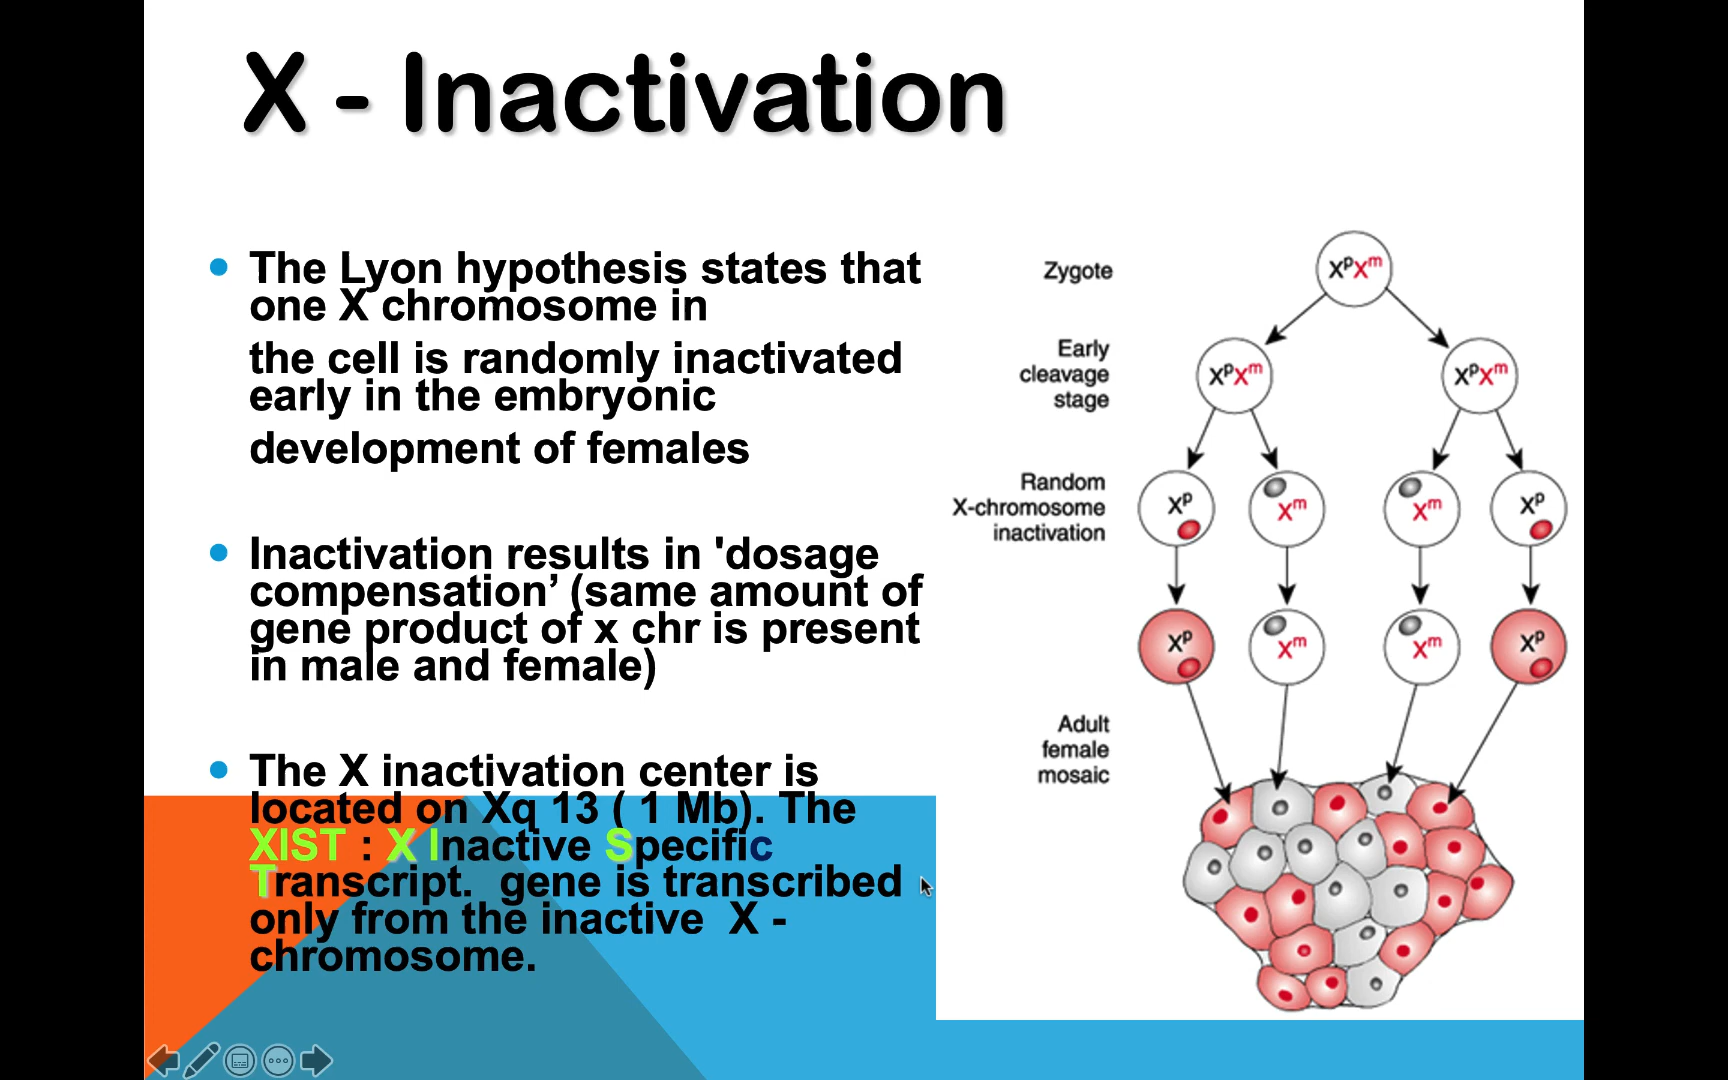 X - Inactivation
The Lyon hypothesis states that
one X chromosome in
the cell is randomly inactivated
early in the embryonic
development of females
Inactivation results in 'dosage
compensation’ (same amount of
gene product of x chr is present
in male and female)
The X inactivation center is
located on Xq 13 ( 1 Mb). The
XIST : X Inactive Specific
Transcript.  gene is transcribed
only from the inactive  X -
chromosome.
Zygote
XpXm
Early
cleavage
stage
XpXm XpXm
Random
X-chromosome
inactivation
Xp Xm Xm Xp
Xp Xm Xm Xp
Adult
female
mosaic